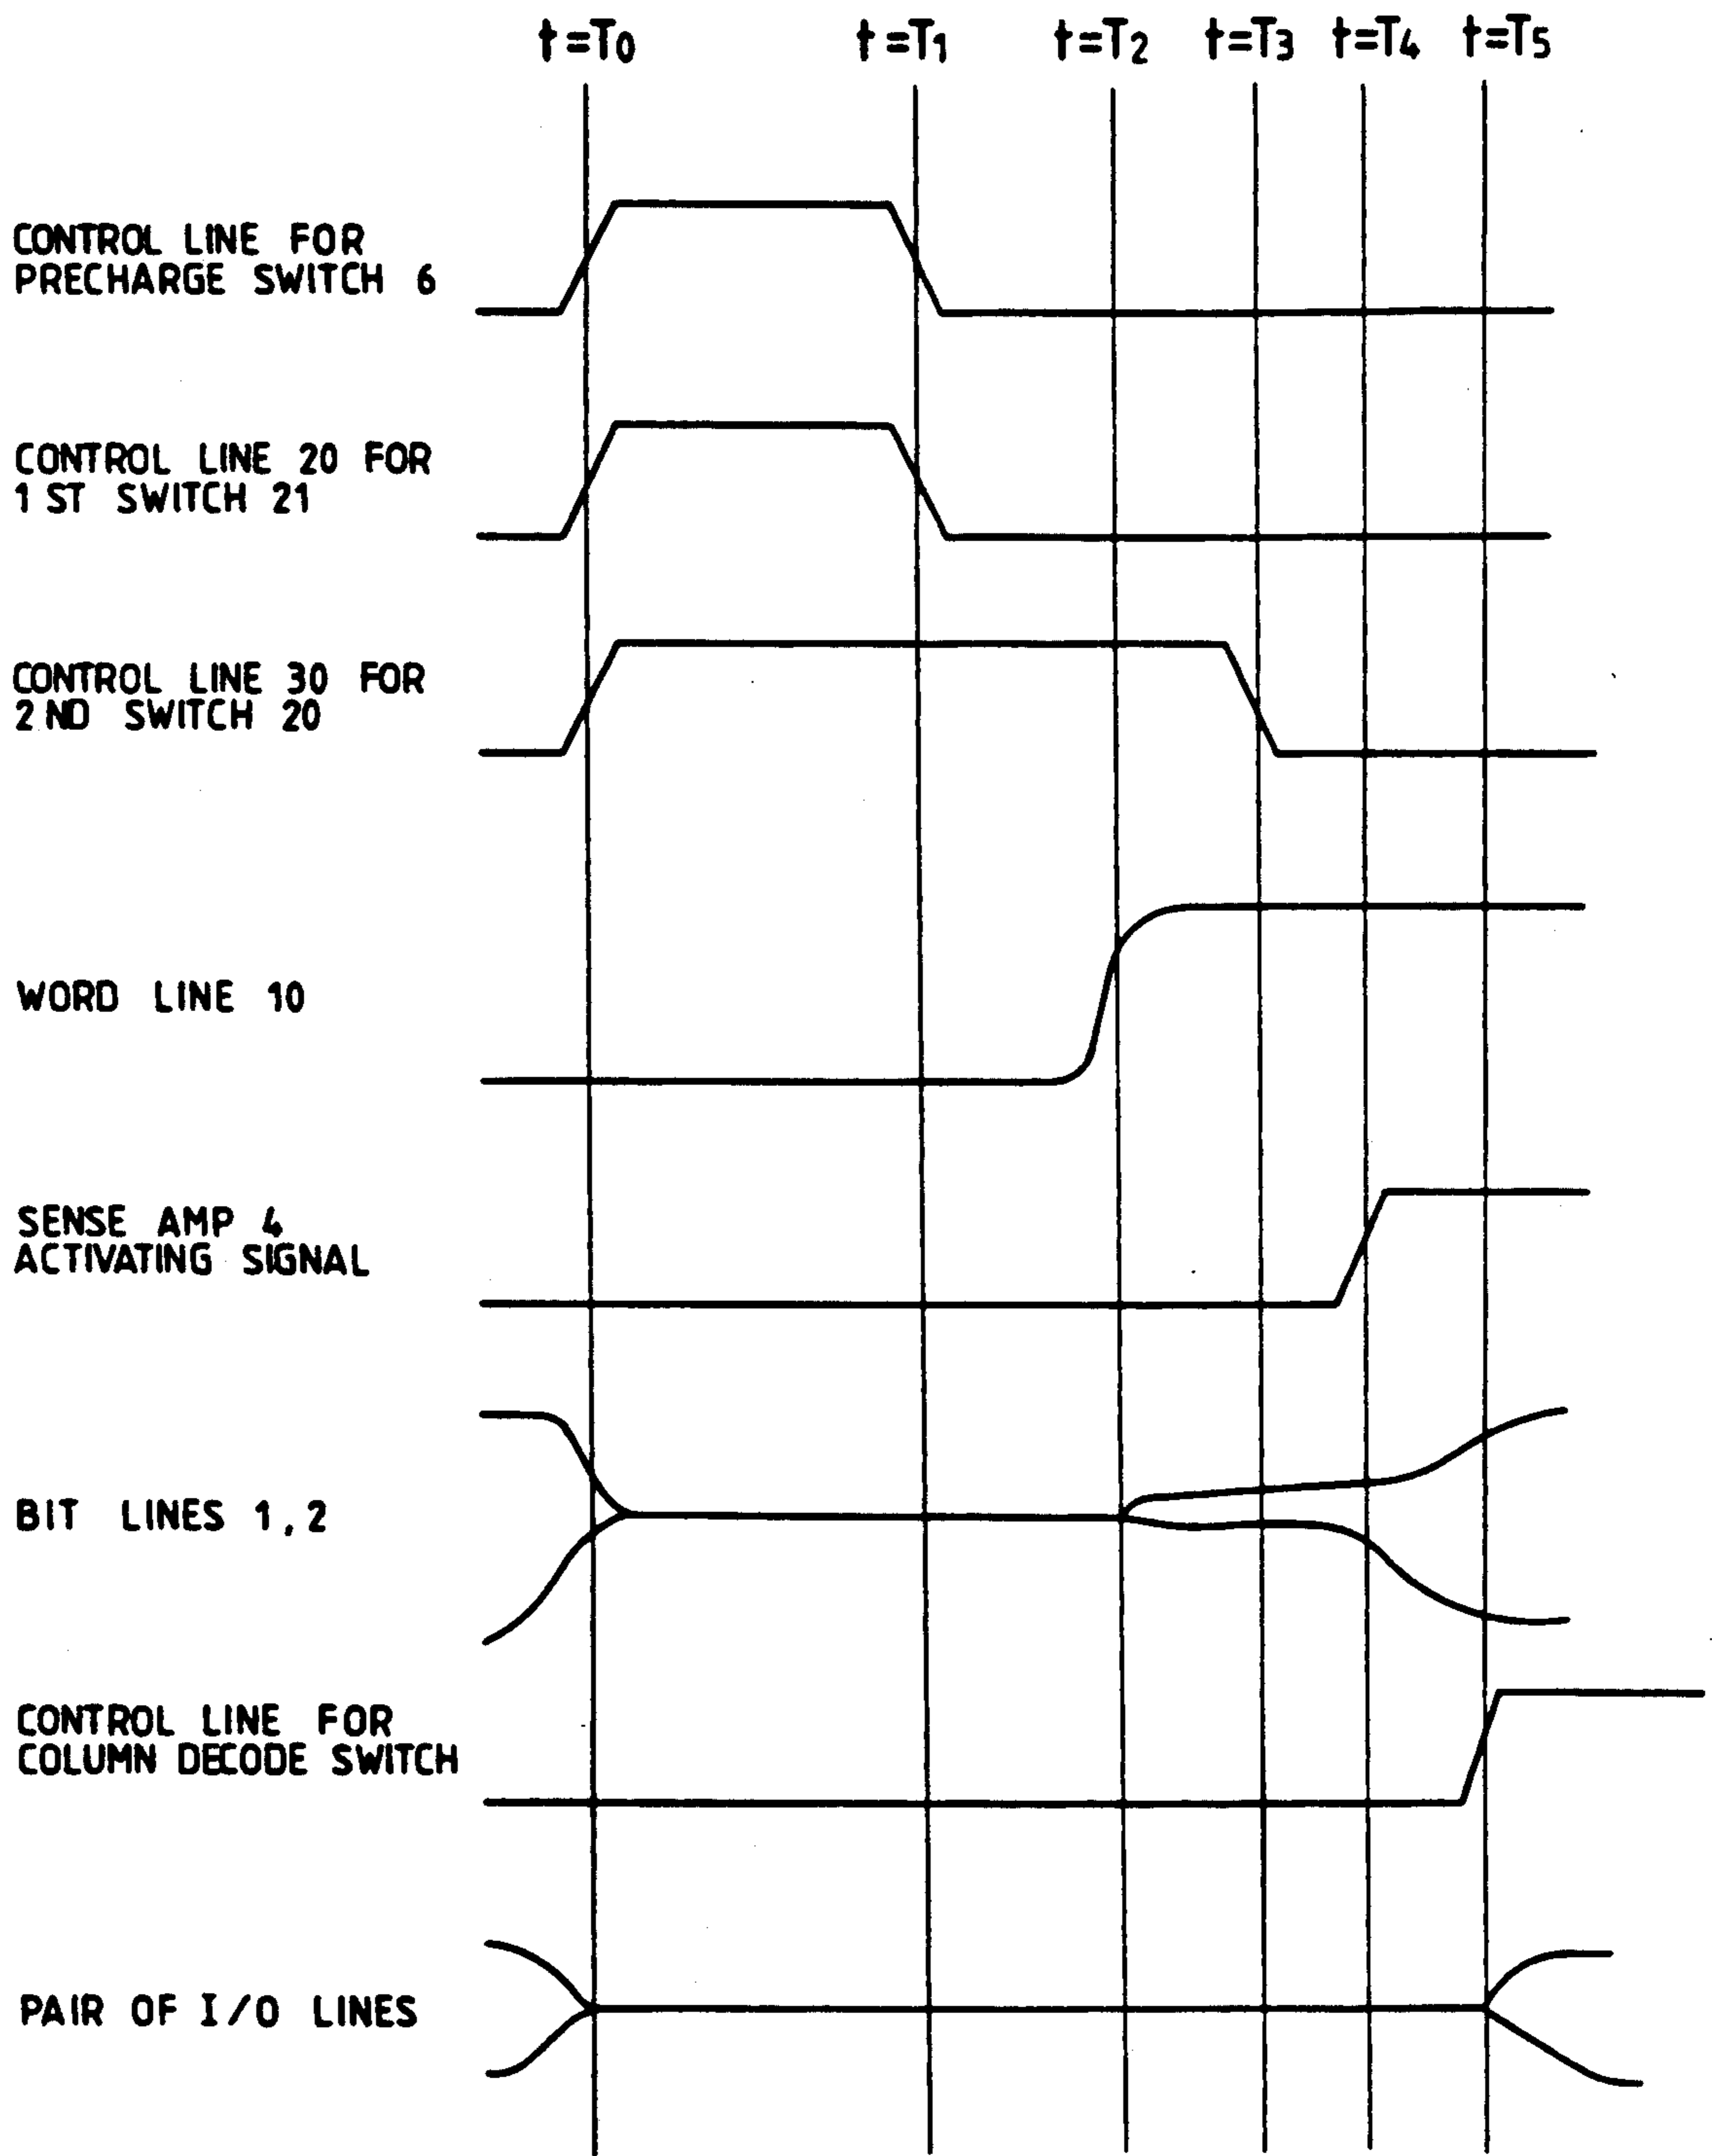 t=T0 t=T1 t=T2 t=T3 t=T4 t=T5
CONTROL LINE FOR
PRECHARGE SWITCH 6
CONTROL LINE 20 FOR
1 ST SWITCH 21
CONTROL LINE 30 FOR
2 ND SWITCH 20
WORD LINE 10
SENSE AMP 4
ACTIVATING SIGNAL
BIT LINES 1,2
CONTROL LINE FOR
COLUMN DECODE SWITCH
PAIR OF I/O LINES